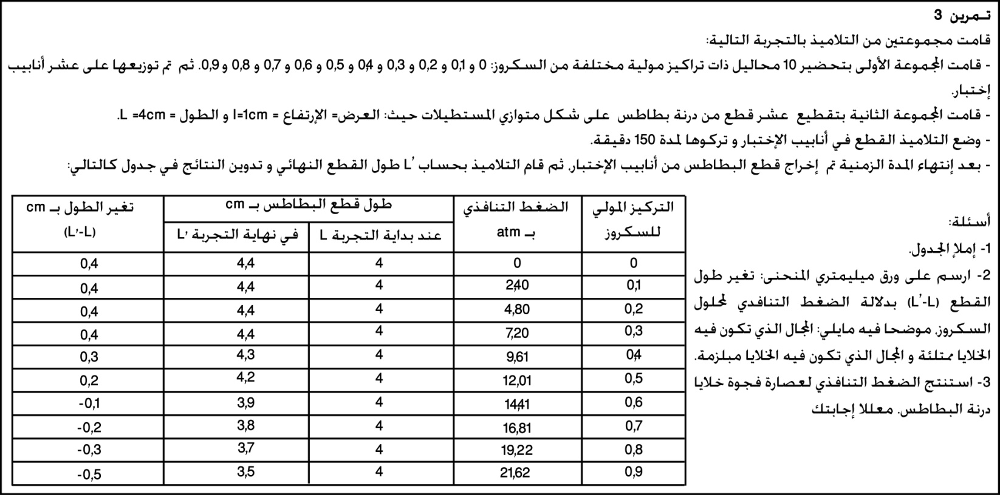 تـمرين 3
قامت مجموعتين من التلاميذ بالتجربة التالية:
- قامت المجموعة الأولى بتحضير 10 محاليل ذات تراكيز مولية مختلفة من السكروز: 0 و 0,1 و 0,2 و 0,3 و 0,4 و 0,5 و 0,6 و 0,7 و 0,8 و 0,9. ثم تم توزيعها على عشر أنابيب
إختبار.
- قامت المجموعة الثانية بتقطيع عشر قطع من درنة بطاطس على شكل متوازي المستطيلات حيث: العرض= الإرتفاع = l=1cm و الطول = L =4cm.
- وضع التلاميذ القطع في أنابيب الإختبار و تركوها لمدة 150 دقيقة.
- بعد إنتهاء المدة الزمنية تم إخراج قطع البطاطس من أنابيب الإختبار، ثم قام التلاميذ بحساب L' طول القطع النهائي و تدوين النتائج في جدول كالتالي:
أسئلة:
1- إملإ الجدول.
2- ارسم على ورق ميليمتري المنحنى: تغير طول
القطع (L'-L) بدلالة الضغط التنافدي لمحلول
السكروز، موضحا فيه مايلي: المجال الذي تكون فيه
الخلايا ممتلئة و المجال الذي تكون فيه الخلايا مبلزمة.
3- استنتج الضغط التنافذي لعصارة فجوة خلايا
درنة البطاطس. معللا إجابتك
التركيز المولي للسكروز الضغط التنافذي بـ atm طول قطع البطاطس بـ cm تغير الطول بـ cm (L'-L)
عند بداية التجربة L في نهاية التجربة L'
0 0 4 4,4 0,4
0,1 2,40 4 4,4 0,4
0,2 4,80 4 4,4 0,4
0,3 7,20 4 4,4 0,4
0,4 9,61 4 4,3 0,3
0,5 12,01 4 4,2 0,2
0,6 14,41 4 3,9 -0,1
0,7 16,81 4 3,8 -0,2
0,8 19,22 4 3,7 -0,3
0,9 21,62 4 3,5 -0,5